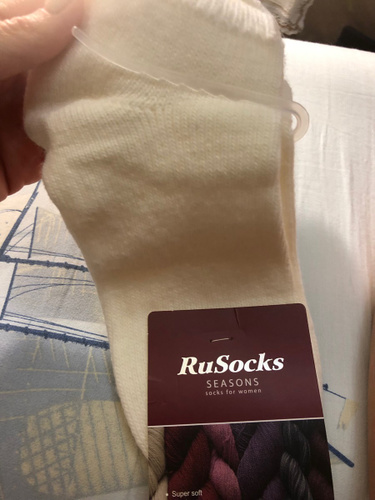 RuSocks
SEASONS
socks for women
• Super soft